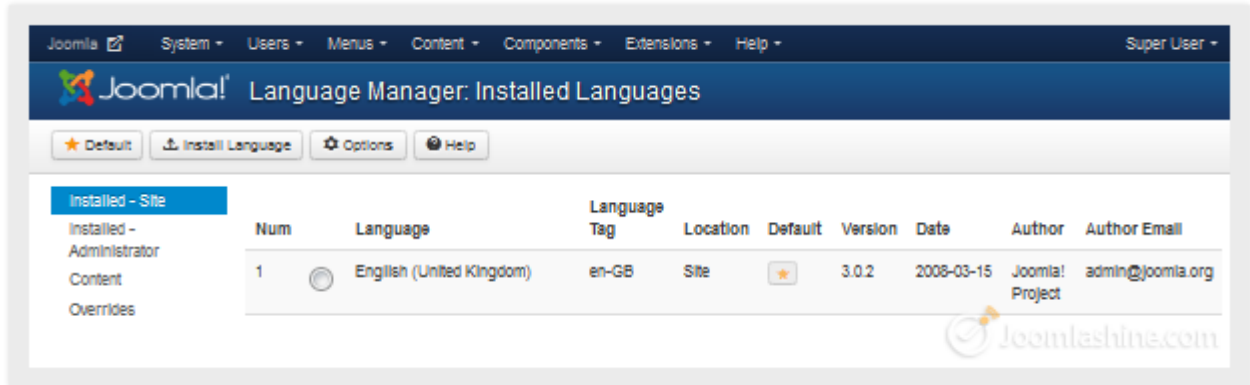 Joomla System Users Menus Content Components Extensions Help Super User
Joomla!® Language Manager: Installed Languages
Default Install Language Options Help
Installed - Site
Installed - Administrator
Content
Overrides
Num Language Language Tag Location Default Version Date Author Author Email
1 English (United Kingdom) en-GB Site 3.0.2 2008-03-15 Joomla! Project admin@joomla.org
Joomlashine.com